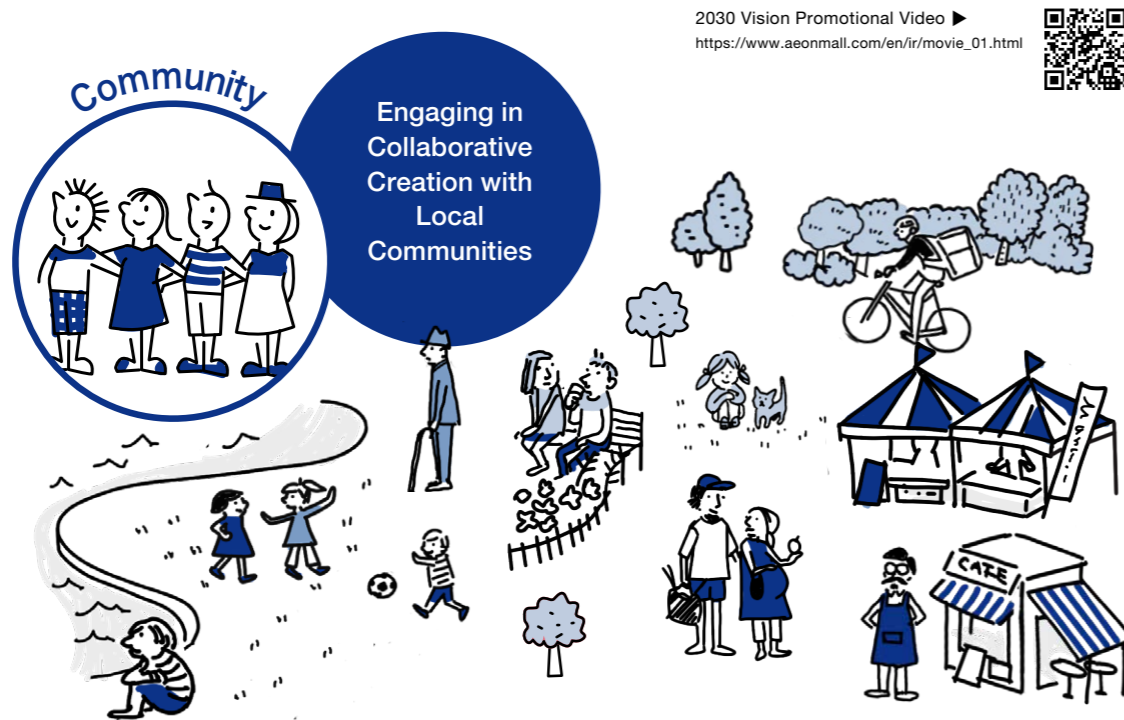 2030 Vision Promotional Video ▶
https://www.aeonmall.com/en/ir/movie_01.html
Community
Engaging in
Collaborative
Creation with
Local
Communities
CAFE